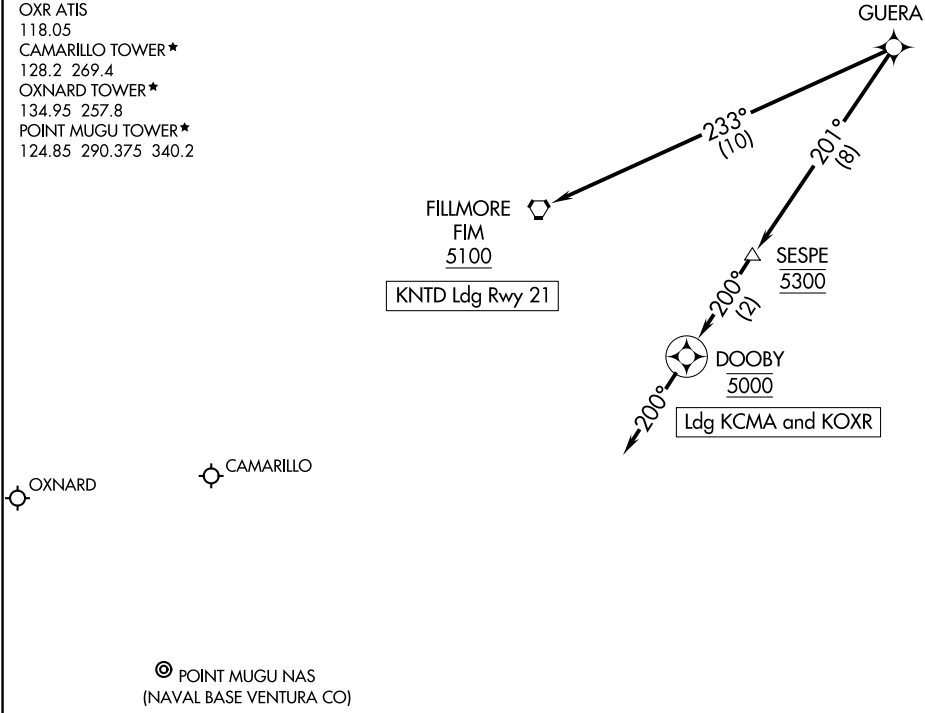 OXR ATIS
118.05
CAMARILLO TOWER★
128.2 269.4
OXNARD TOWER★
134.95 257.8
POINT MUGU TOWER★
124.85 290.375 340.2
GUERA
233°
(10)
201°
(8)
FILLMORE
FIM
5100
KNTD Ldg Rwy 21
SESPE
5300
200°
(2)
DOOBY
5000
200°
Ldg KCMA and KOXR
CAMARILLO
OXNARD
POINT MUGU NAS
(NAVAL BASE VENTURA CO)